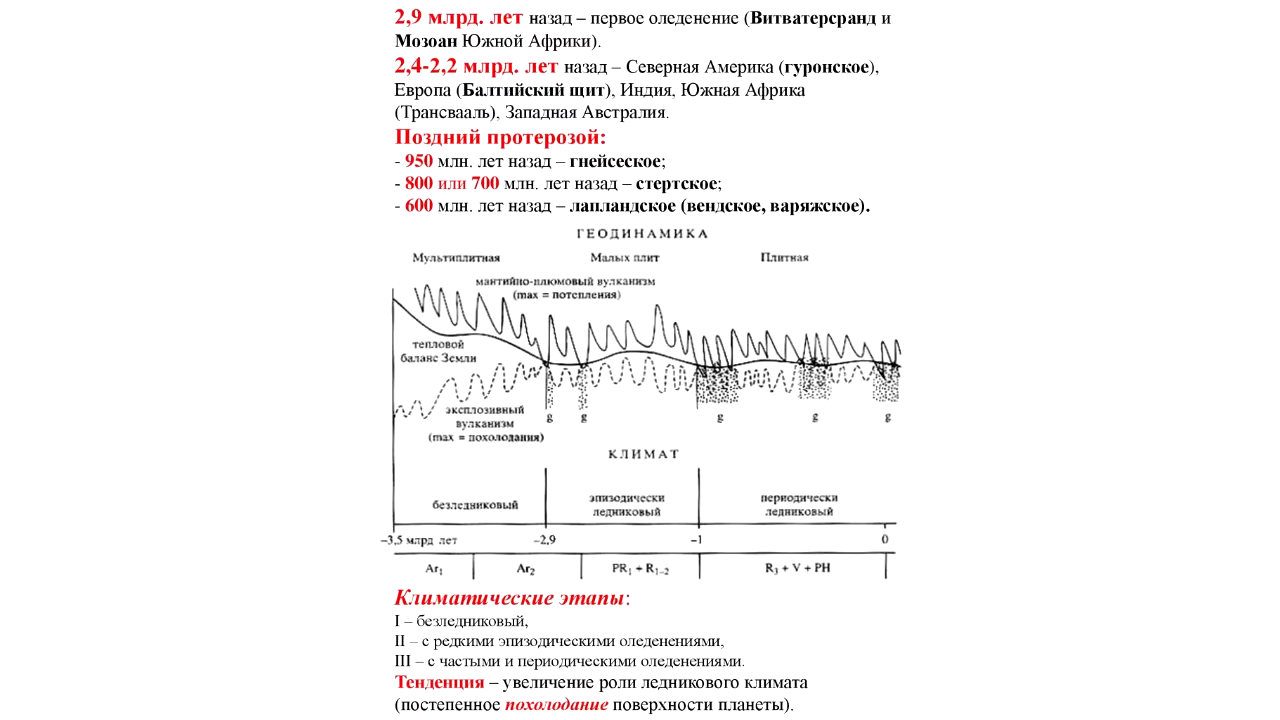 2,9 млрд. лет назад – первое оледенение (Витватерсранд и
Мозоан Южной Африки).
2,4-2,2 млрд. лет назад – Северная Америка (гуронское),
Европа (Балтийский щит), Индия, Южная Африка
(Трансвааль), Западная Австралия.
Поздний протерозой:
- 950 млн. лет назад – гнейсеское;
- 800 или 700 млн. лет назад – стертское;
- 600 млн. лет назад – лапландское (вендское, варяжское).
ГЕОДИНАМИКА
Мультиплитная Малых плит Плитная
мантийно-плюмовый вулканизм
(max = потепления)
тепловой
баланс Земли
эксплозивный
вулканизм
(max = похолодания)
g g g g g
КЛИМАТ
безледниковый
эпизодически
ледниковый
периодически
ледниковый
–3,5 млрд лет –2,9 –1 0
Ar₁ Ar₂ PR₁ + R₁₋₂ R₃ + V + PH
Климатические этапы:
I – безледниковый,
II – с редкими эпизодическими оледенениями,
III – с частыми и периодическими оледенениями.
Тенденция – увеличение роли ледникового климата
(постепенное похолодание поверхности планеты).